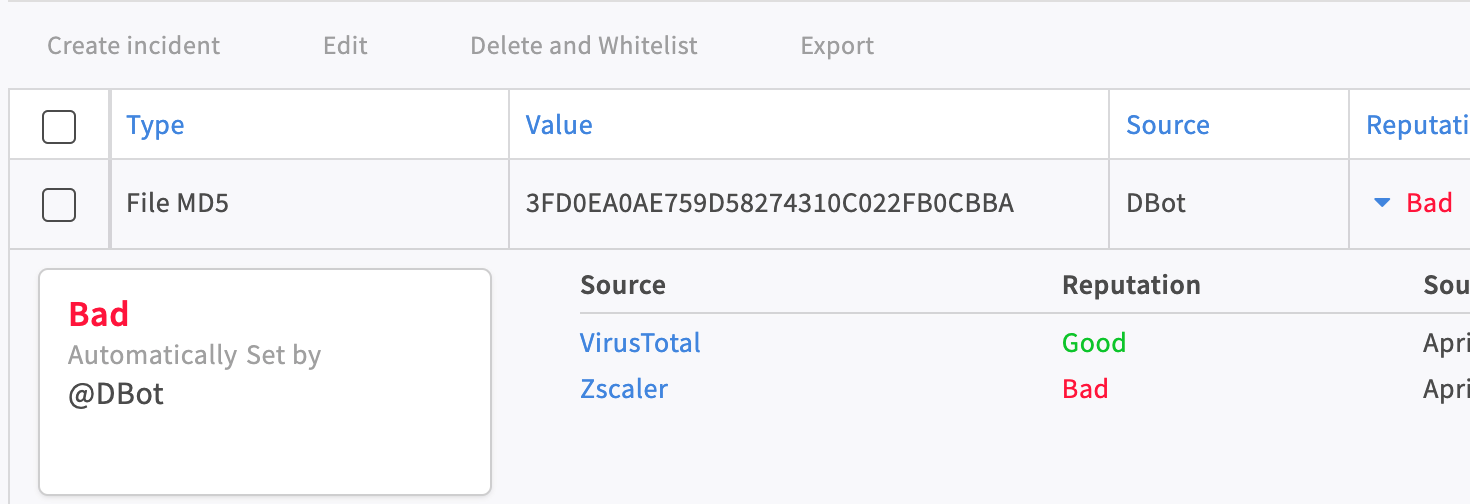 Create incident Edit Delete and Whitelist Export
Type Value Source Reputati
File MD5 3FD0EA0AE759D58274310C022FB0CBBA DBot Bad
Bad
Automatically Set by
@DBot
Source Reputation Sou
VirusTotal Good Apri
Zscaler Bad Apri